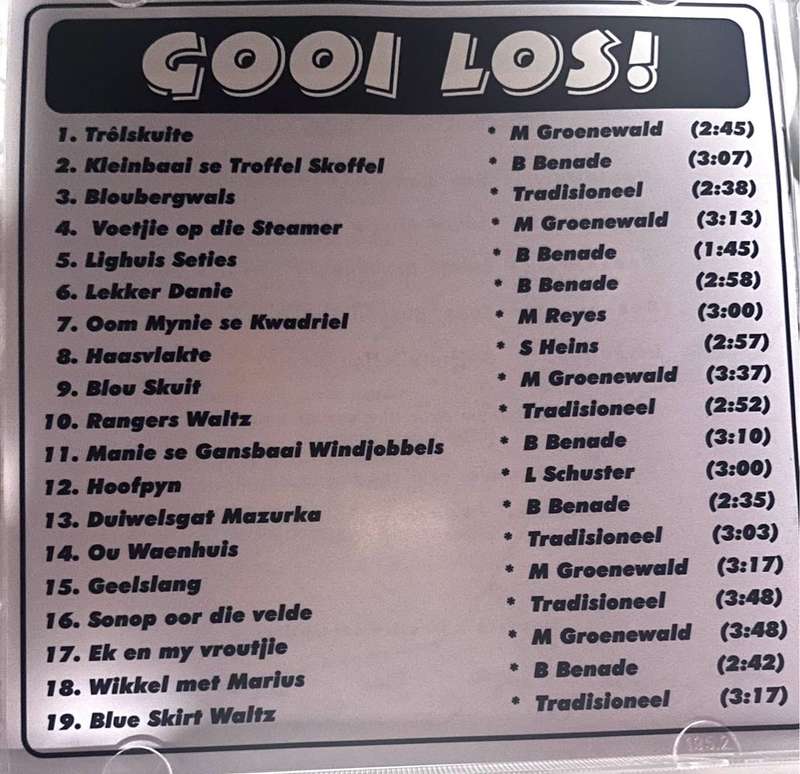 GOOI LOS!
1. Trôlskuite * M Groenewald (2:45)
2. Kleinbaai se Troffel Skoffel * B Benade (3:07)
3. Bloubergwals * Tradisioneel (2:38)
4. Voetjie op die Steamer * M Groenewald (3:13)
5. Lighuis Seties * B Benade (1:45)
6. Lekker Danie * B Benade (2:58)
7. Oom Mynie se Kwadriel * M Reyes (3:00)
8. Haasvlakte * S Heins (2:57)
9. Blou Skuit * M Groenewald (3:37)
10. Rangers Waltz * Tradisioneel (2:52)
11. Manie se Gansbaai Windjobbels * B Benade (3:10)
12. Hoofpyn * L Schuster (3:00)
13. Duiwelsgat Mazurka * B Benade (2:35)
14. Ou Waenhuis * Tradisioneel (3:03)
15. Geelslang * M Groenewald (3:17)
16. Sonop oor die velde * Tradisioneel (3:48)
17. Ek en my vroutjie * M Groenewald (3:48)
18. Wikkel met Marius * B Benade (2:42)
19. Blue Skirt Waltz * Tradisioneel (3:17)